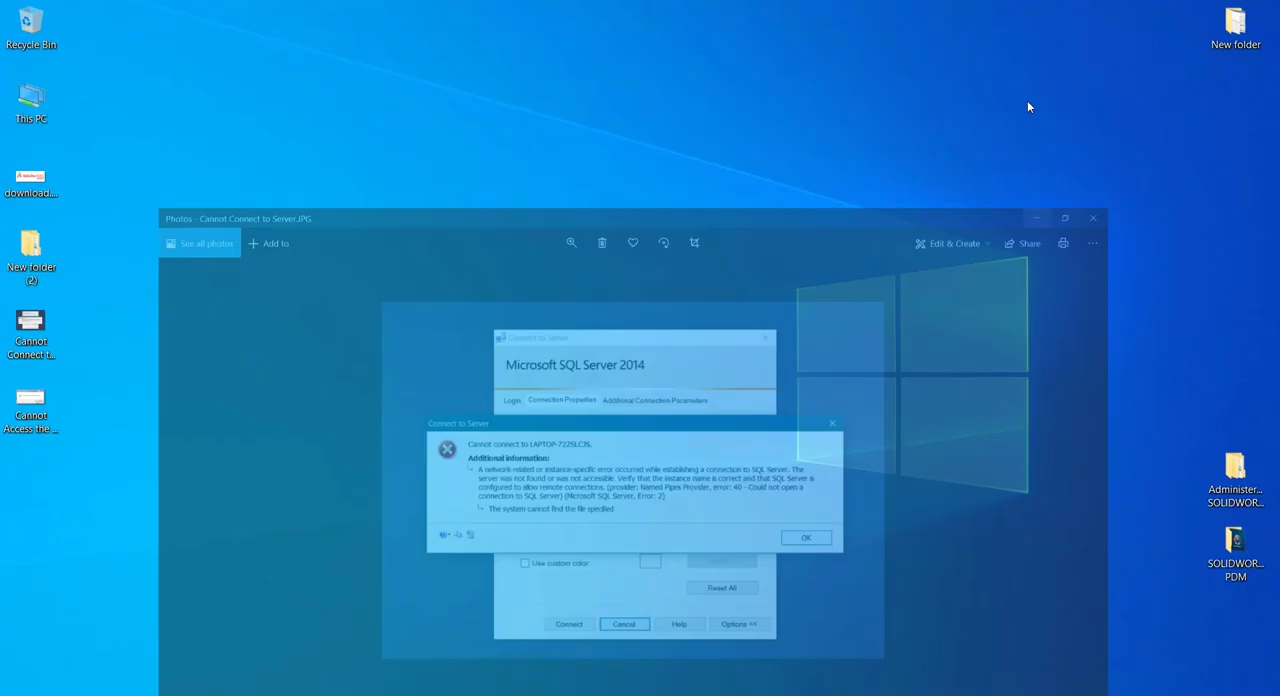 Recycle Bin
New folder
This PC
download....
New folder
(2)
Cannot
Connect t...
Cannot
Access the ...
Administer...
SOLIDWOR...
SOLIDWOR...
PDM
Photos - Cannot Connect to Server.JPG
See all photos
Add to
Edit & Create
Share
Connect to Server
Microsoft SQL Server 2014
Login
Connection Properties
Additional Connection Parameters
Connect to Server
Cannot connect to LAPTOP-722SLCJS.
Additional information:
A network-related or instance-specific error occurred while establishing a connection to SQL Server. The
server was not found or was not accessible. Verify that the instance name is correct and that SQL Server is
configured to allow remote connections. (provider: Named Pipes Provider, error: 40 - Could not open a
connection to SQL Server) (Microsoft SQL Server, Error: 2)
The system cannot find the file specified
OK
Use custom color:
Reset All
Connect
Cancel
Help
Options <<